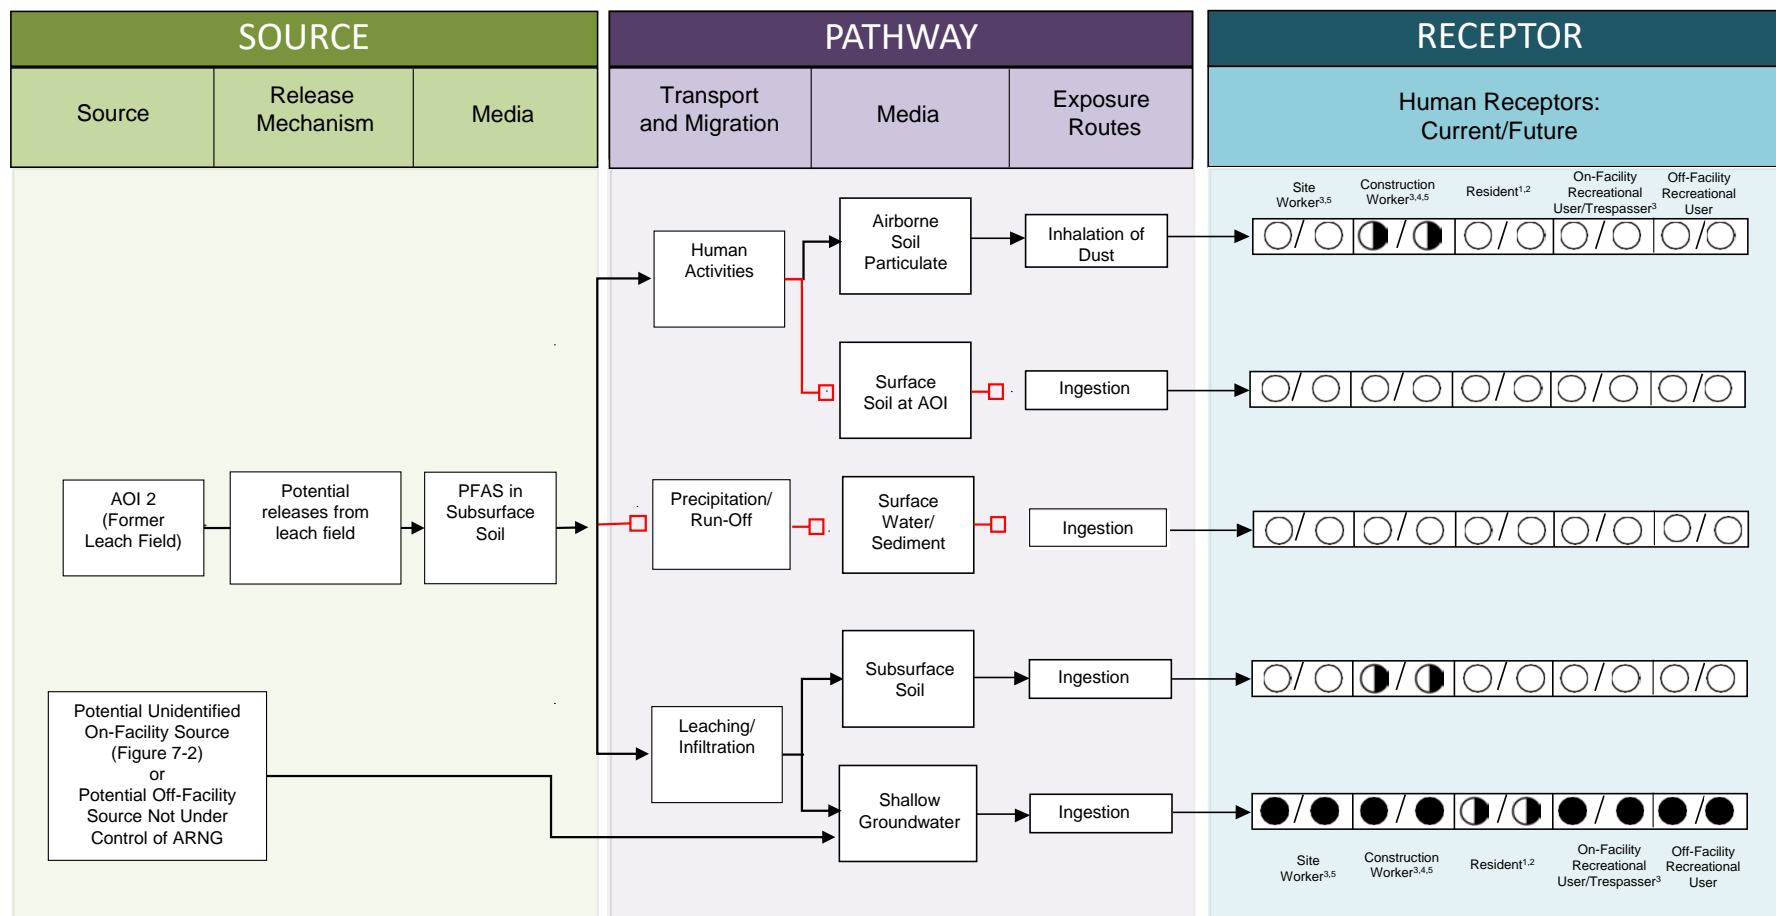 SOURCE
PATHWAY
RECEPTOR
Source
Release
Mechanism
Media
Transport
and Migration
Media
Exposure
Routes
Human Receptors:
Current/Future
Site
Worker3,5
Construction
Worker3,4,5
Resident1,2
On-Facility
Recreational
User/Trespasser3
Off-Facility
Recreational
User
Human
Activities
Airborne
Soil
Particulate
Inhalation of
Dust
/ / / / /
Surface
Soil at AOI
Ingestion
/ / / / /
AOI 2
(Former
Leach Field)
Potential
releases from
leach field
PFAS in
Subsurface
Soil
Precipitation/
Run-Off
Surface
Water/
Sediment
Ingestion
/ / / / /
Potential Unidentified
On-Facility Source
(Figure 7-2)
or
Potential Off-Facility
Source Not Under
Control of ARNG
Leaching/
Infiltration
Subsurface
Soil
Ingestion
/ / / / /
Shallow
Groundwater
Ingestion
/ / / / /
Site
Worker3,5
Construction
Worker3,4,5
Resident1,2
On-Facility
Recreational
User/Trespasser3
Off-Facility
Recreational
User